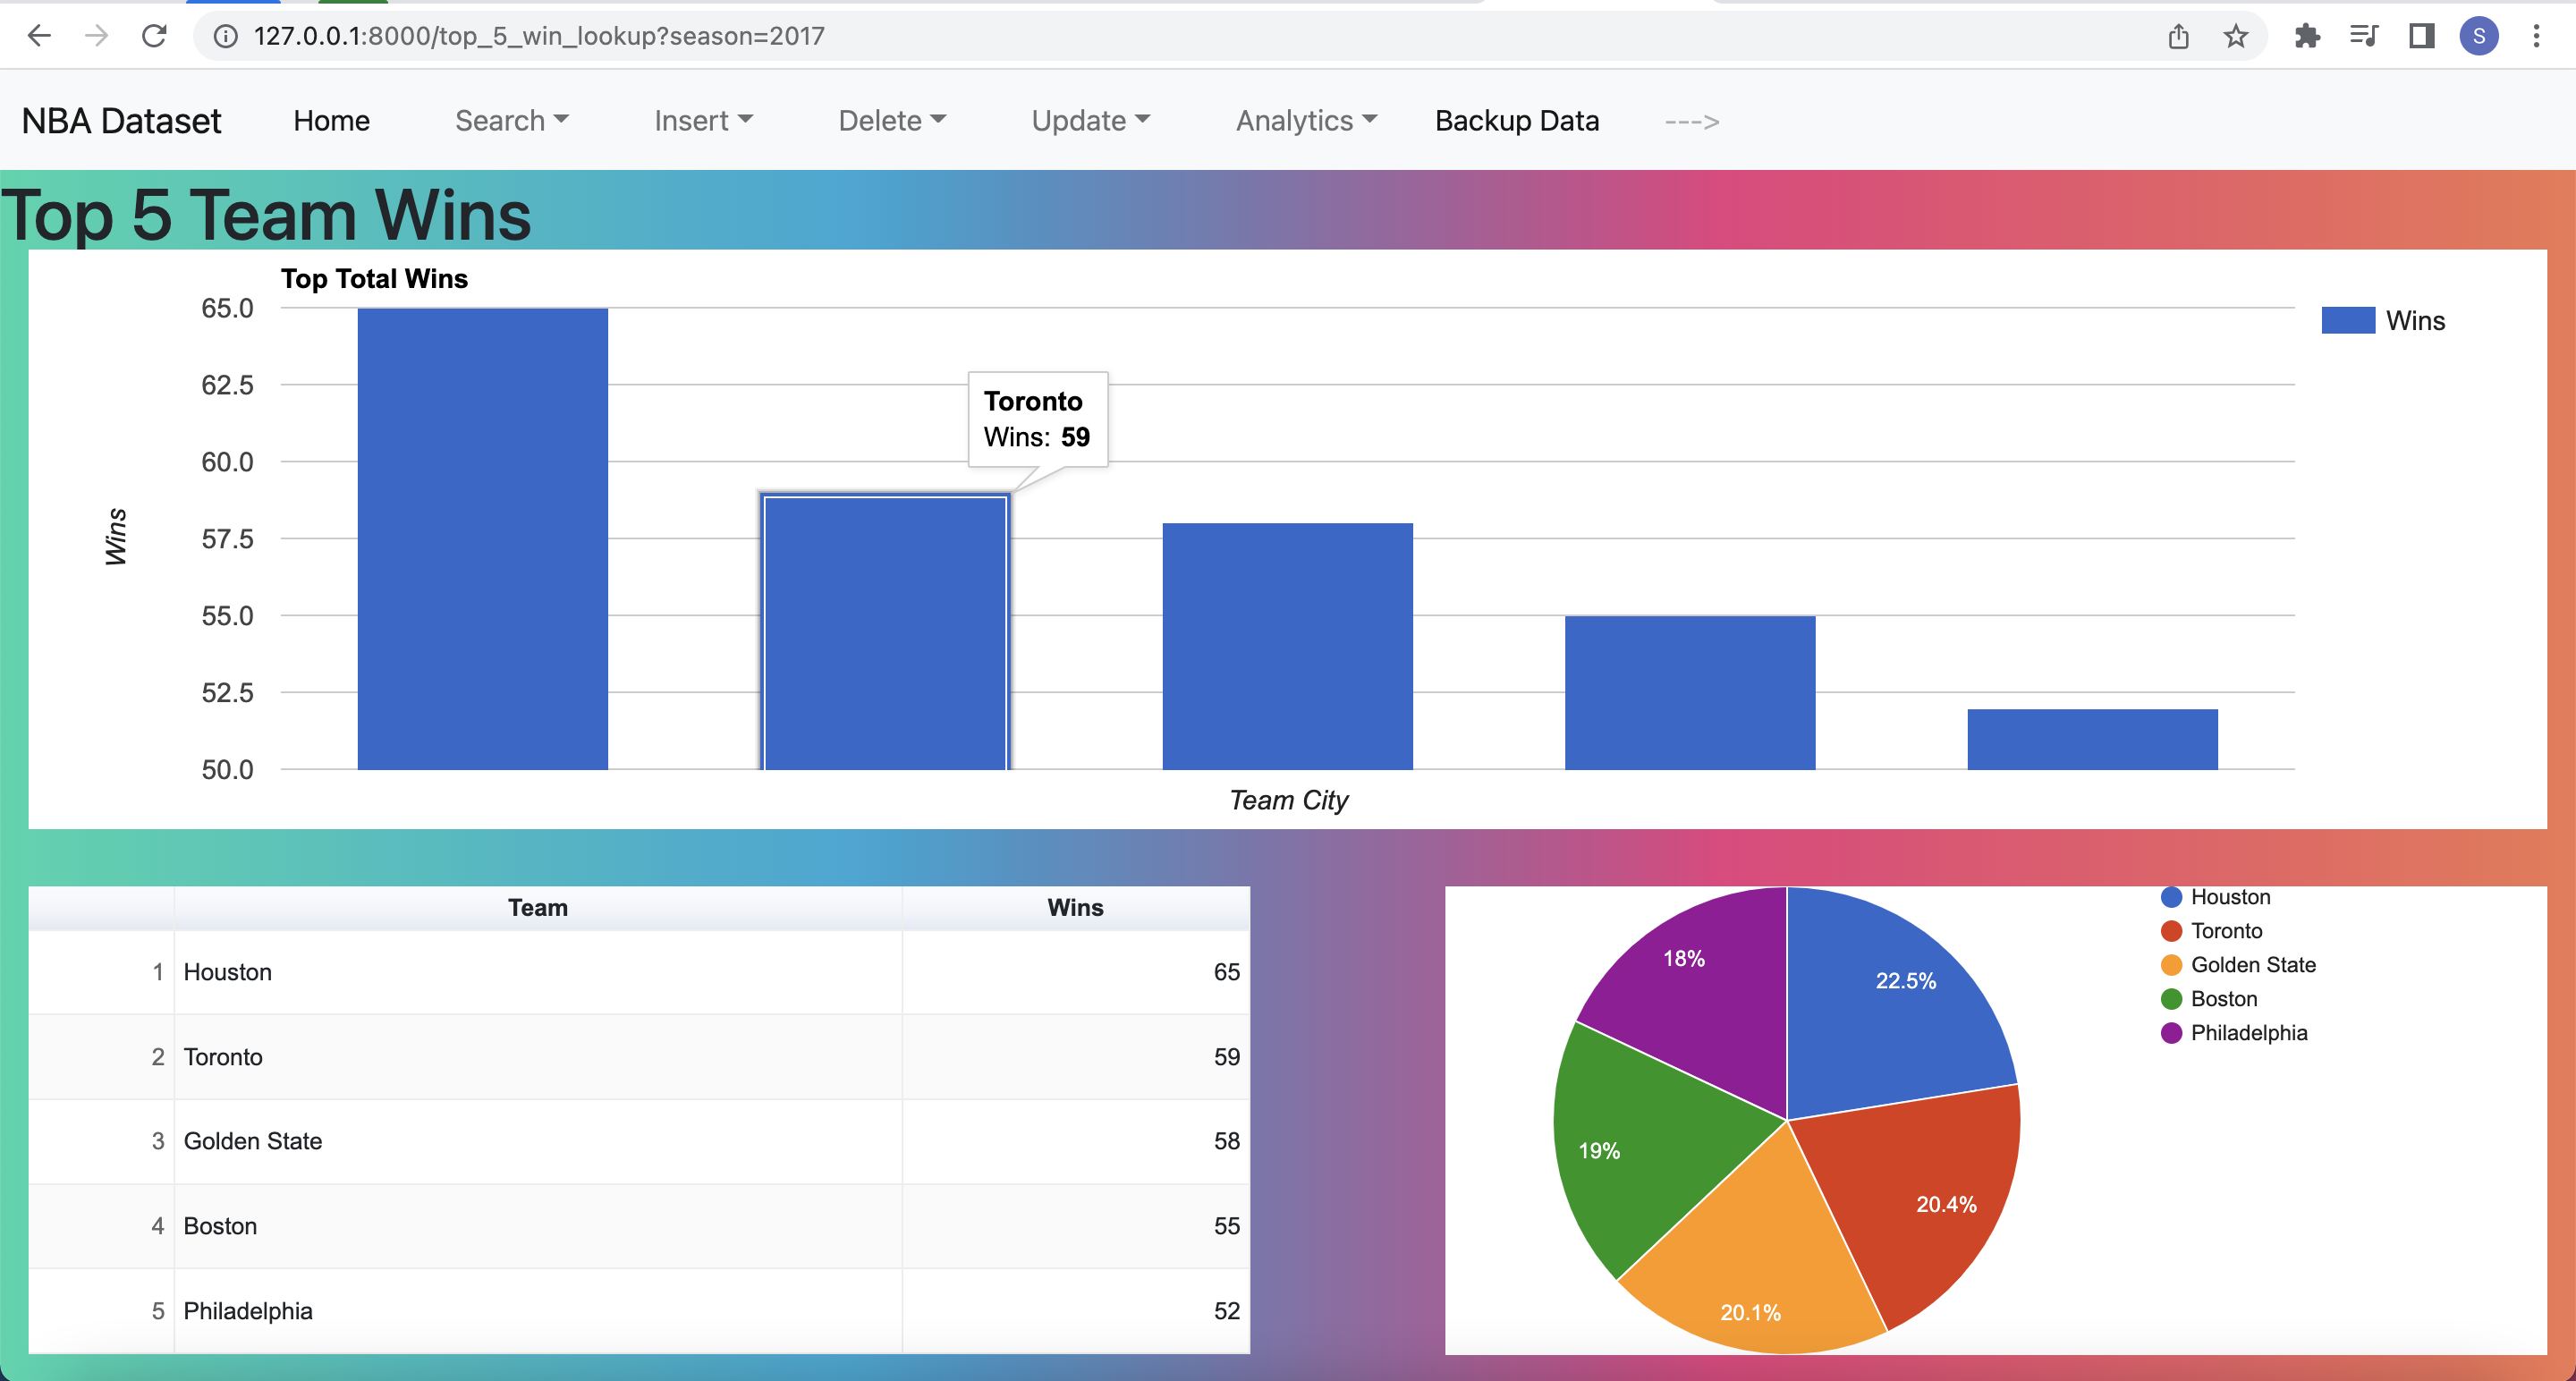 127.0.0.1:8000/top_5_win_lookup?season=2017
S
NBA Dataset Home Search Insert Delete Update Analytics Backup Data --->
Top 5 Team Wins
Top Total Wins
65.0
62.5
60.0
57.5
55.0
52.5
50.0
Wins
Toronto
Wins: 59
Wins
Team City
Team Wins
1 Houston 65
2 Toronto 59
3 Golden State 58
4 Boston 55
5 Philadelphia 52
18%
22.5%
19%
20.4%
20.1%
Houston
Toronto
Golden State
Boston
Philadelphia